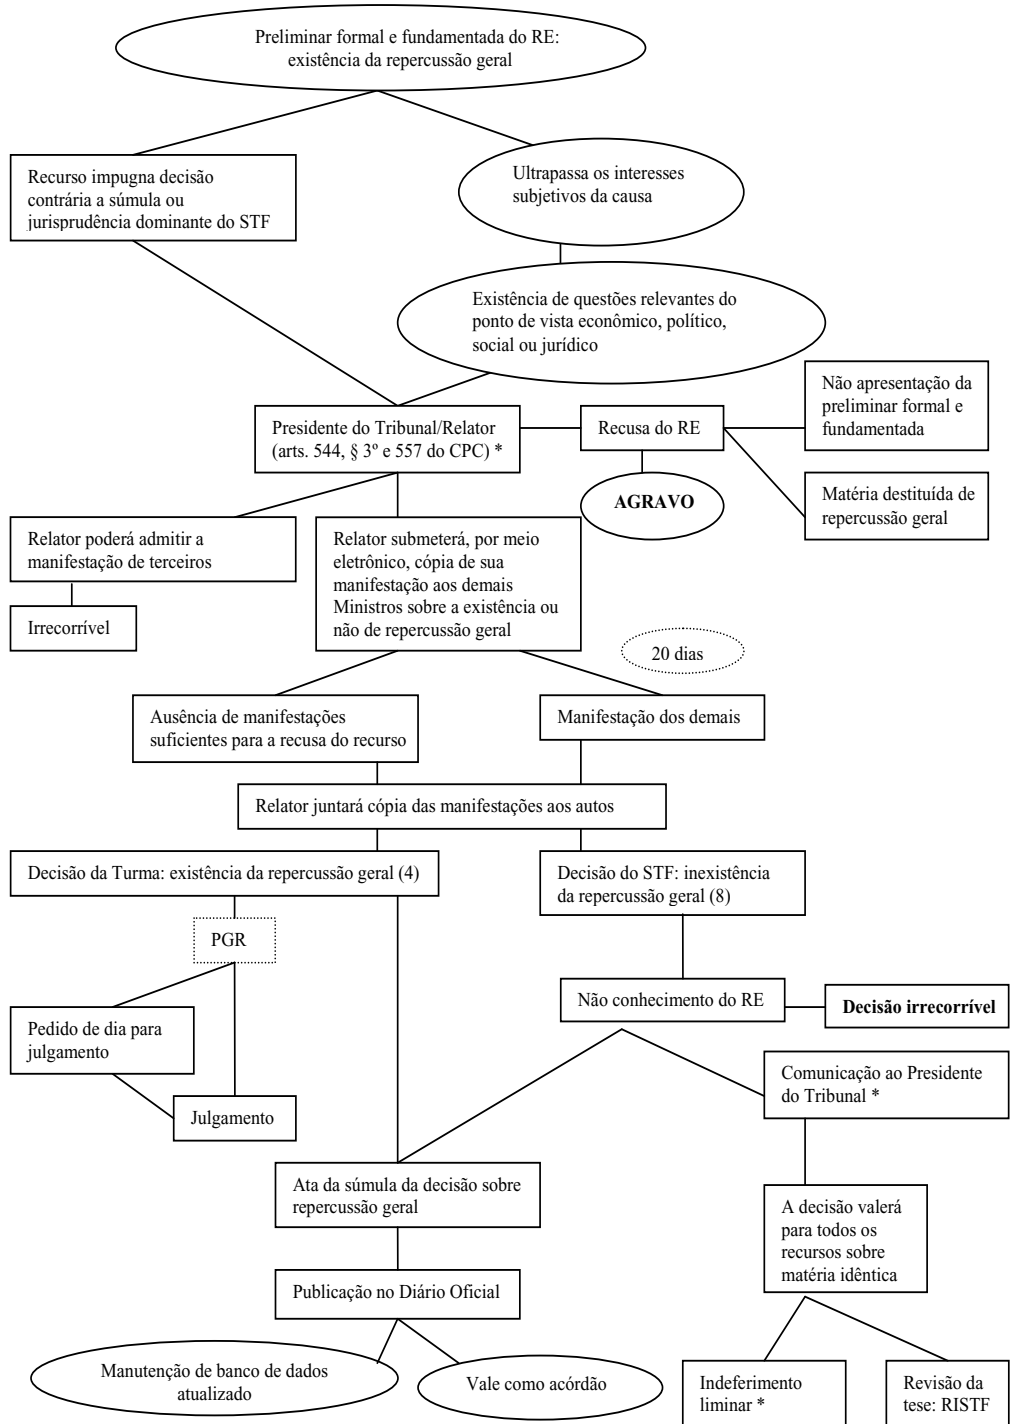 Preliminar formal e fundamentada do RE:
existência da repercussão geral
Recurso impugna decisão
contrária a súmula ou
jurisprudência dominante do STF
Ultrapassa os interesses
subjetivos da causa
Existência de questões relevantes do
ponto de vista econômico, político,
social ou jurídico
Presidente do Tribunal/Relator
(arts. 544, § 3º e 557 do CPC) *
Recusa do RE
Não apresentação da
preliminar formal e
fundamentada
AGRAVO
Matéria destituída de
repercussão geral
Relator poderá admitir a
manifestação de terceiros
Irrecorrível
Relator submeterá, por meio
eletrônico, cópia de sua
manifestação aos demais
Ministros sobre a existência ou
não de repercussão geral
20 dias
Ausência de manifestações
suficientes para a recusa do recurso
Manifestação dos demais
Relator juntará cópia das manifestações aos autos
Decisão da Turma: existência da repercussão geral (4)
Decisão do STF: inexistência
da repercussão geral (8)
PGR
Não conhecimento do RE
Decisão irrecorrível
Pedido de dia para
julgamento
Julgamento
Comunicação ao Presidente
do Tribunal *
Ata da súmula da decisão sobre
repercussão geral
A decisão valerá
para todos os
recursos sobre
matéria idêntica
Publicação no Diário Oficial
Manutenção de banco de dados
atualizado
Vale como acórdão
Indeferimento
liminar *
Revisão da
tese: RISTF